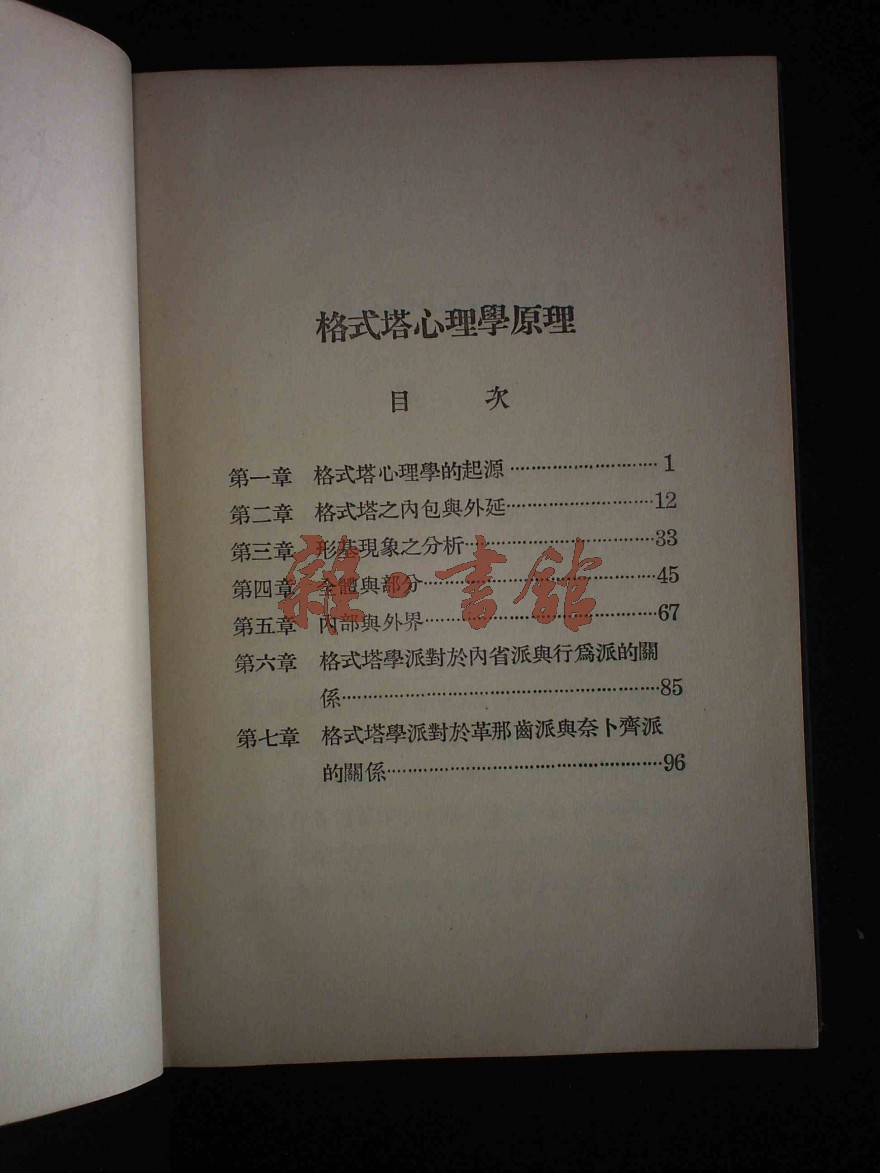 格式塔心理學原理
目 次
第一章 格式塔心理學的起源……………………… 1
第二章 格式塔之內包與外延………………………12
第三章 形基現象之分析………………………………33
第四章 全體與部分……………………………………45
第五章 內部與外界……………………………………67
第六章 格式塔學派對於內省派與行爲派的關
係……………………………………………………85
第七章 格式塔學派對於革那齒派與奈卜齊派
的關係………………………………………………96
雜·書館